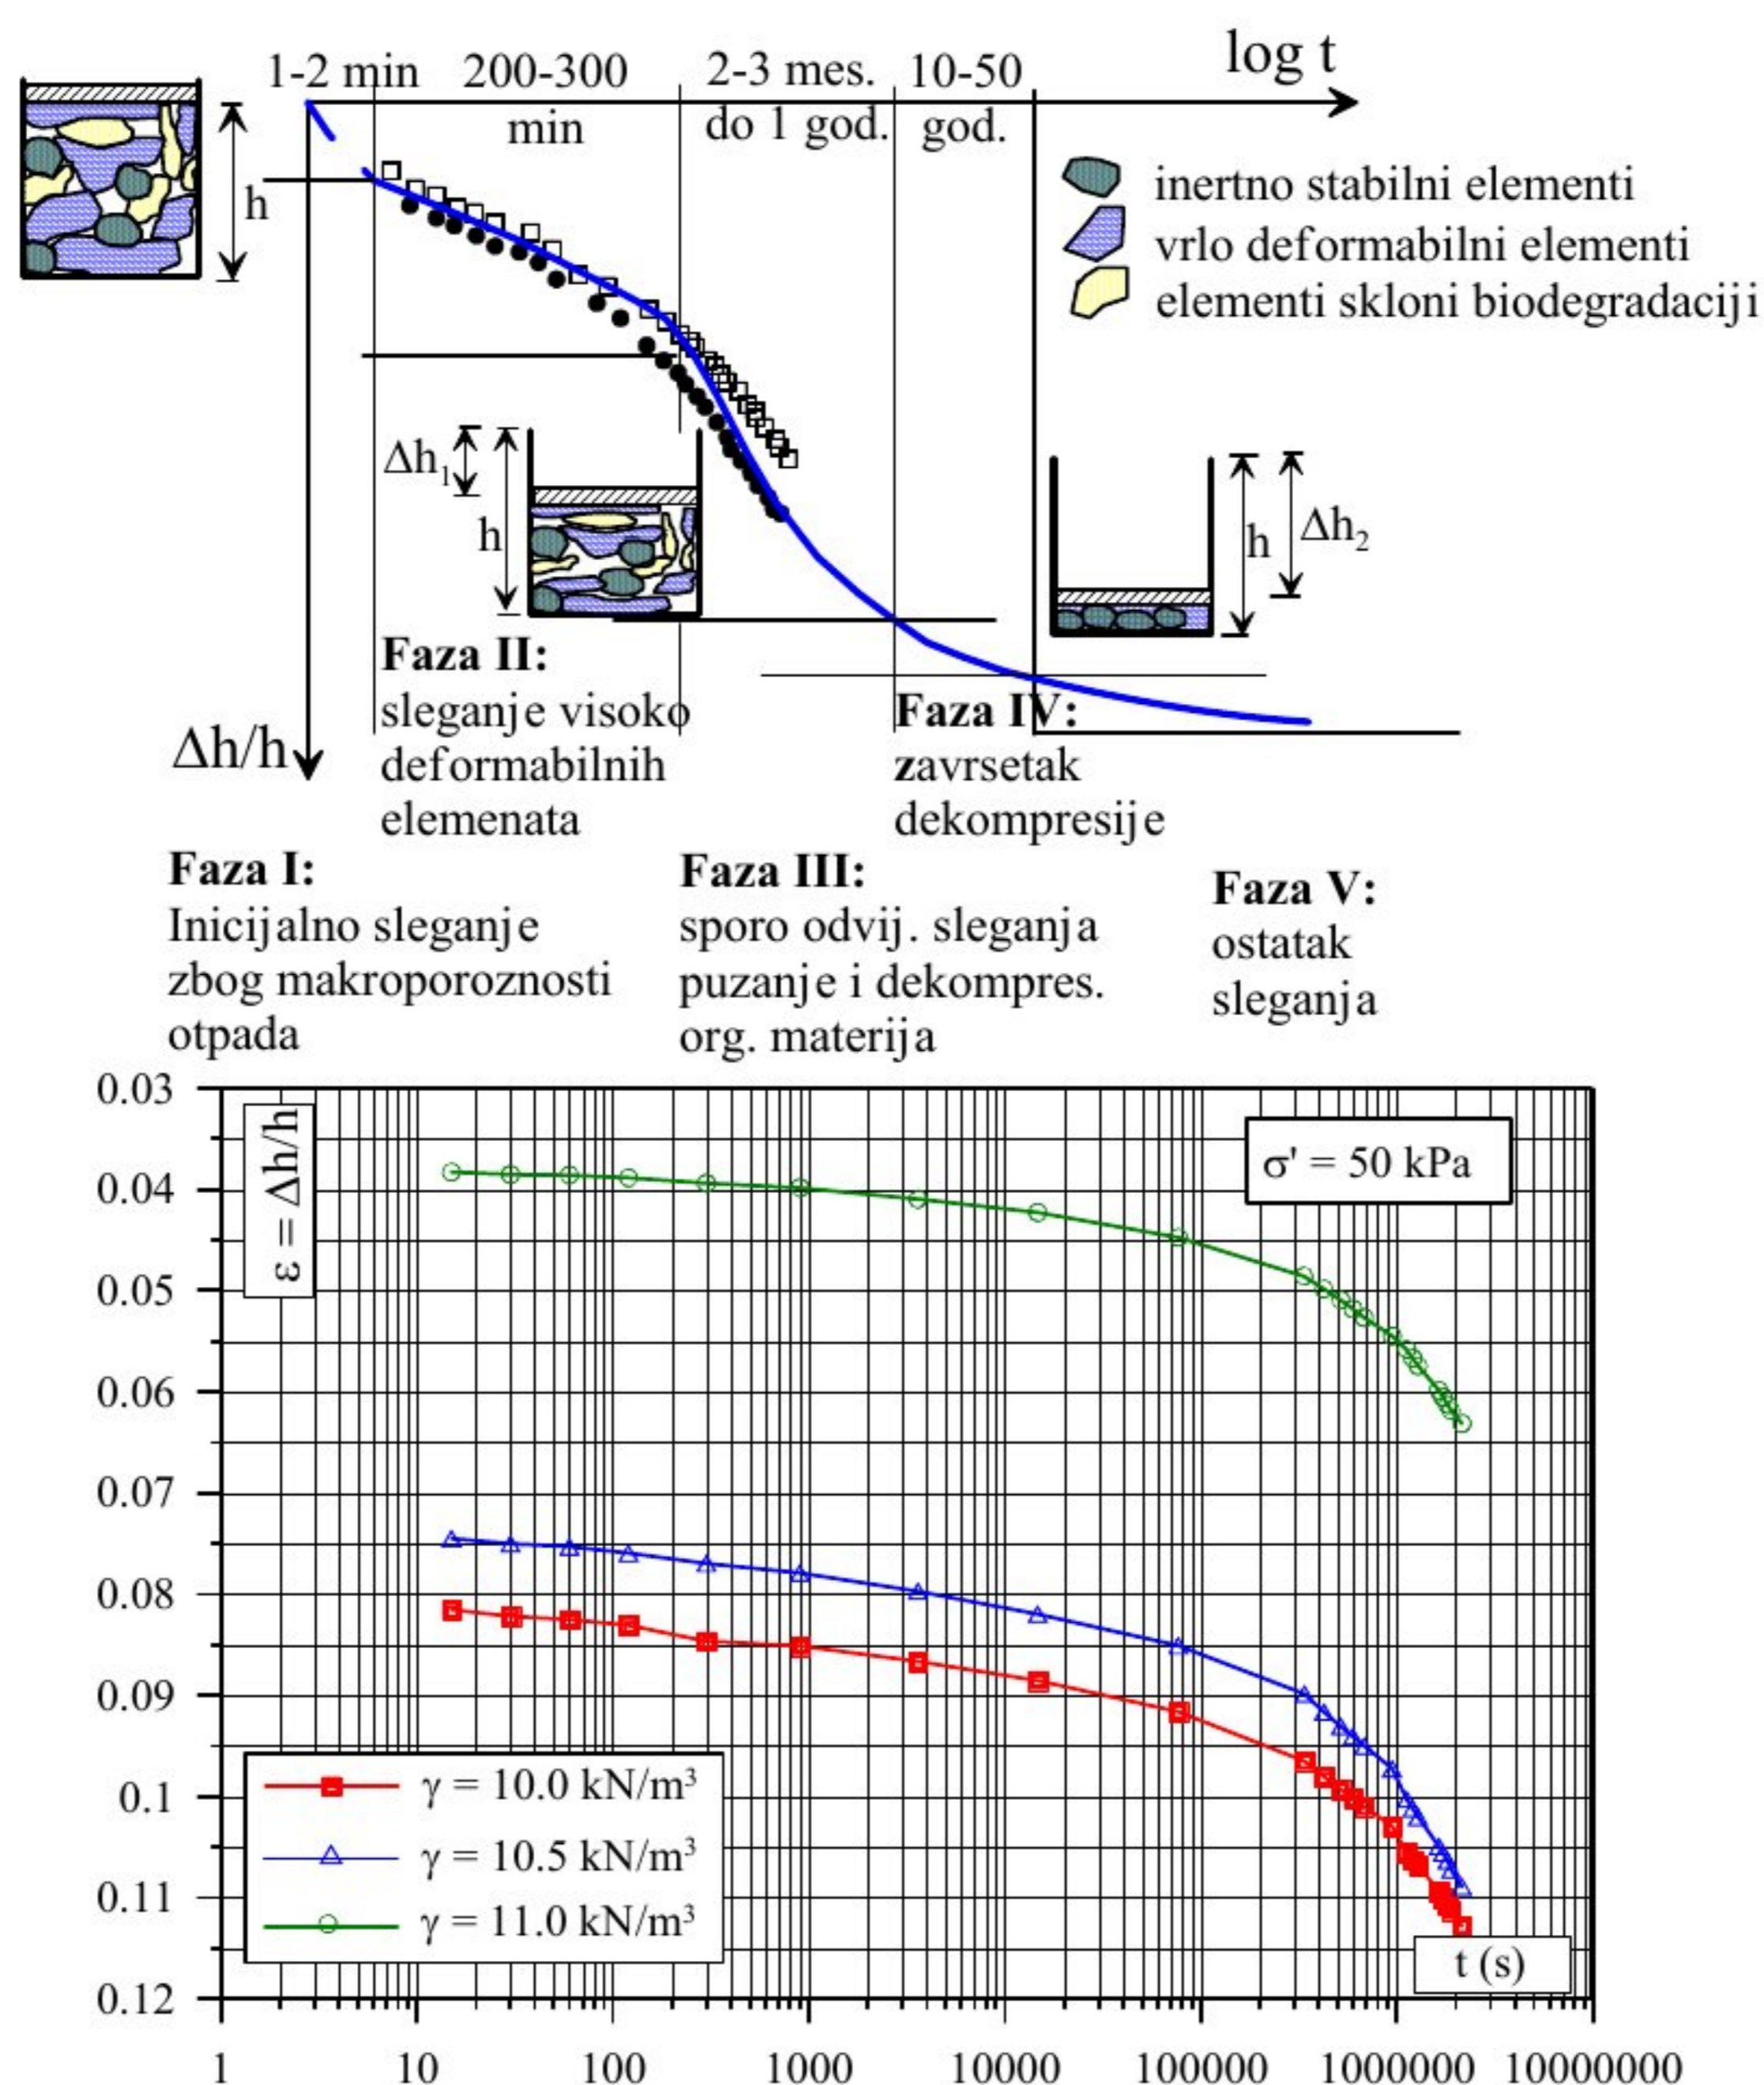 1-2 min 200-300 min 2-3 mes. do 1 god. 10-50 god. log t
h
inertno stabilni elementi
vrlo deformabilni elementi
elementi skloni biodegradaciji
Δh₁
h
h Δh₂
Δh/h
Faza II:
sleganje visoko
deformabilnih
elemenata
Faza IV:
zavrsetak
dekompresije
Faza I:
Inicijalno sleganje
zbog makroporoznosti
otpada
Faza III:
sporo odvij. sleganja
puzanje i dekompres.
org. materija
Faza V:
ostatak
sleganja
0.03
0.04
0.05
0.06
0.07
0.08
0.09
0.1
0.11
0.12
ε = Δh/h
σ' = 50 kPa
γ = 10.0 kN/m³
γ = 10.5 kN/m³
γ = 11.0 kN/m³
t (s)
1 10 100 1000 10000 100000 1000000 10000000